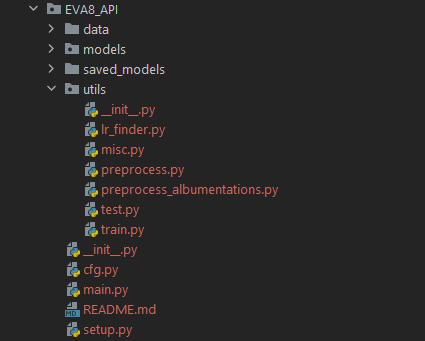 EVA8_API
data
models
saved_models
utils
__init__.py
lr_finder.py
misc.py
preprocess.py
preprocess_albumentations.py
test.py
train.py
__init__.py
cfg.py
main.py
MD README.md
setup.py